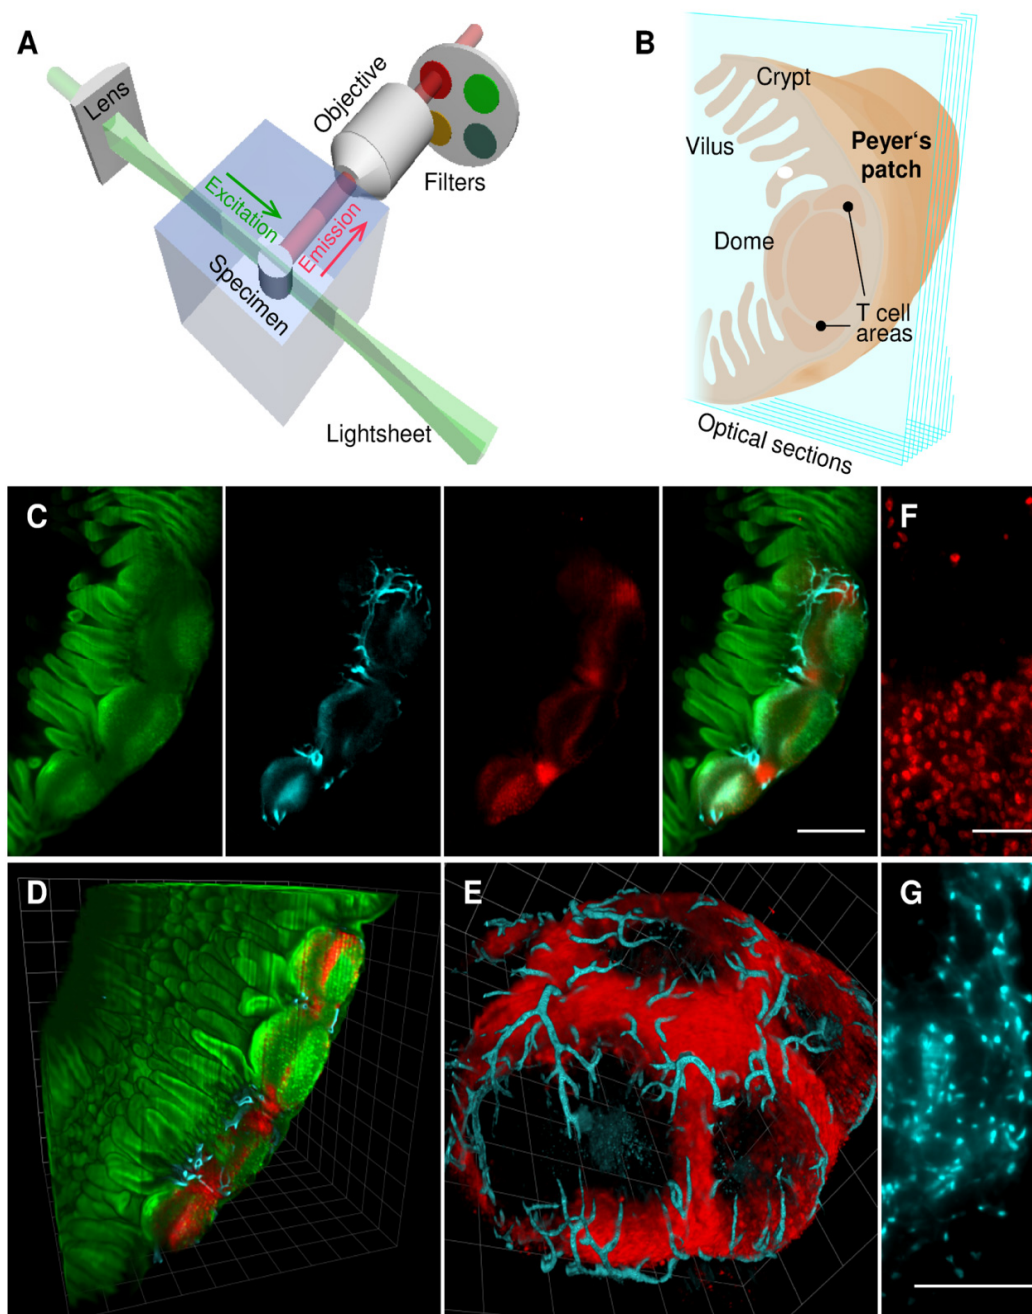 A
Lens
Objective
Filters
Excitation
Emission
Specimen
Lightsheet
B
Crypt
Vilus
Peyer‘s
patch
Dome
T cell
areas
Optical sections
C
F
D
E
G